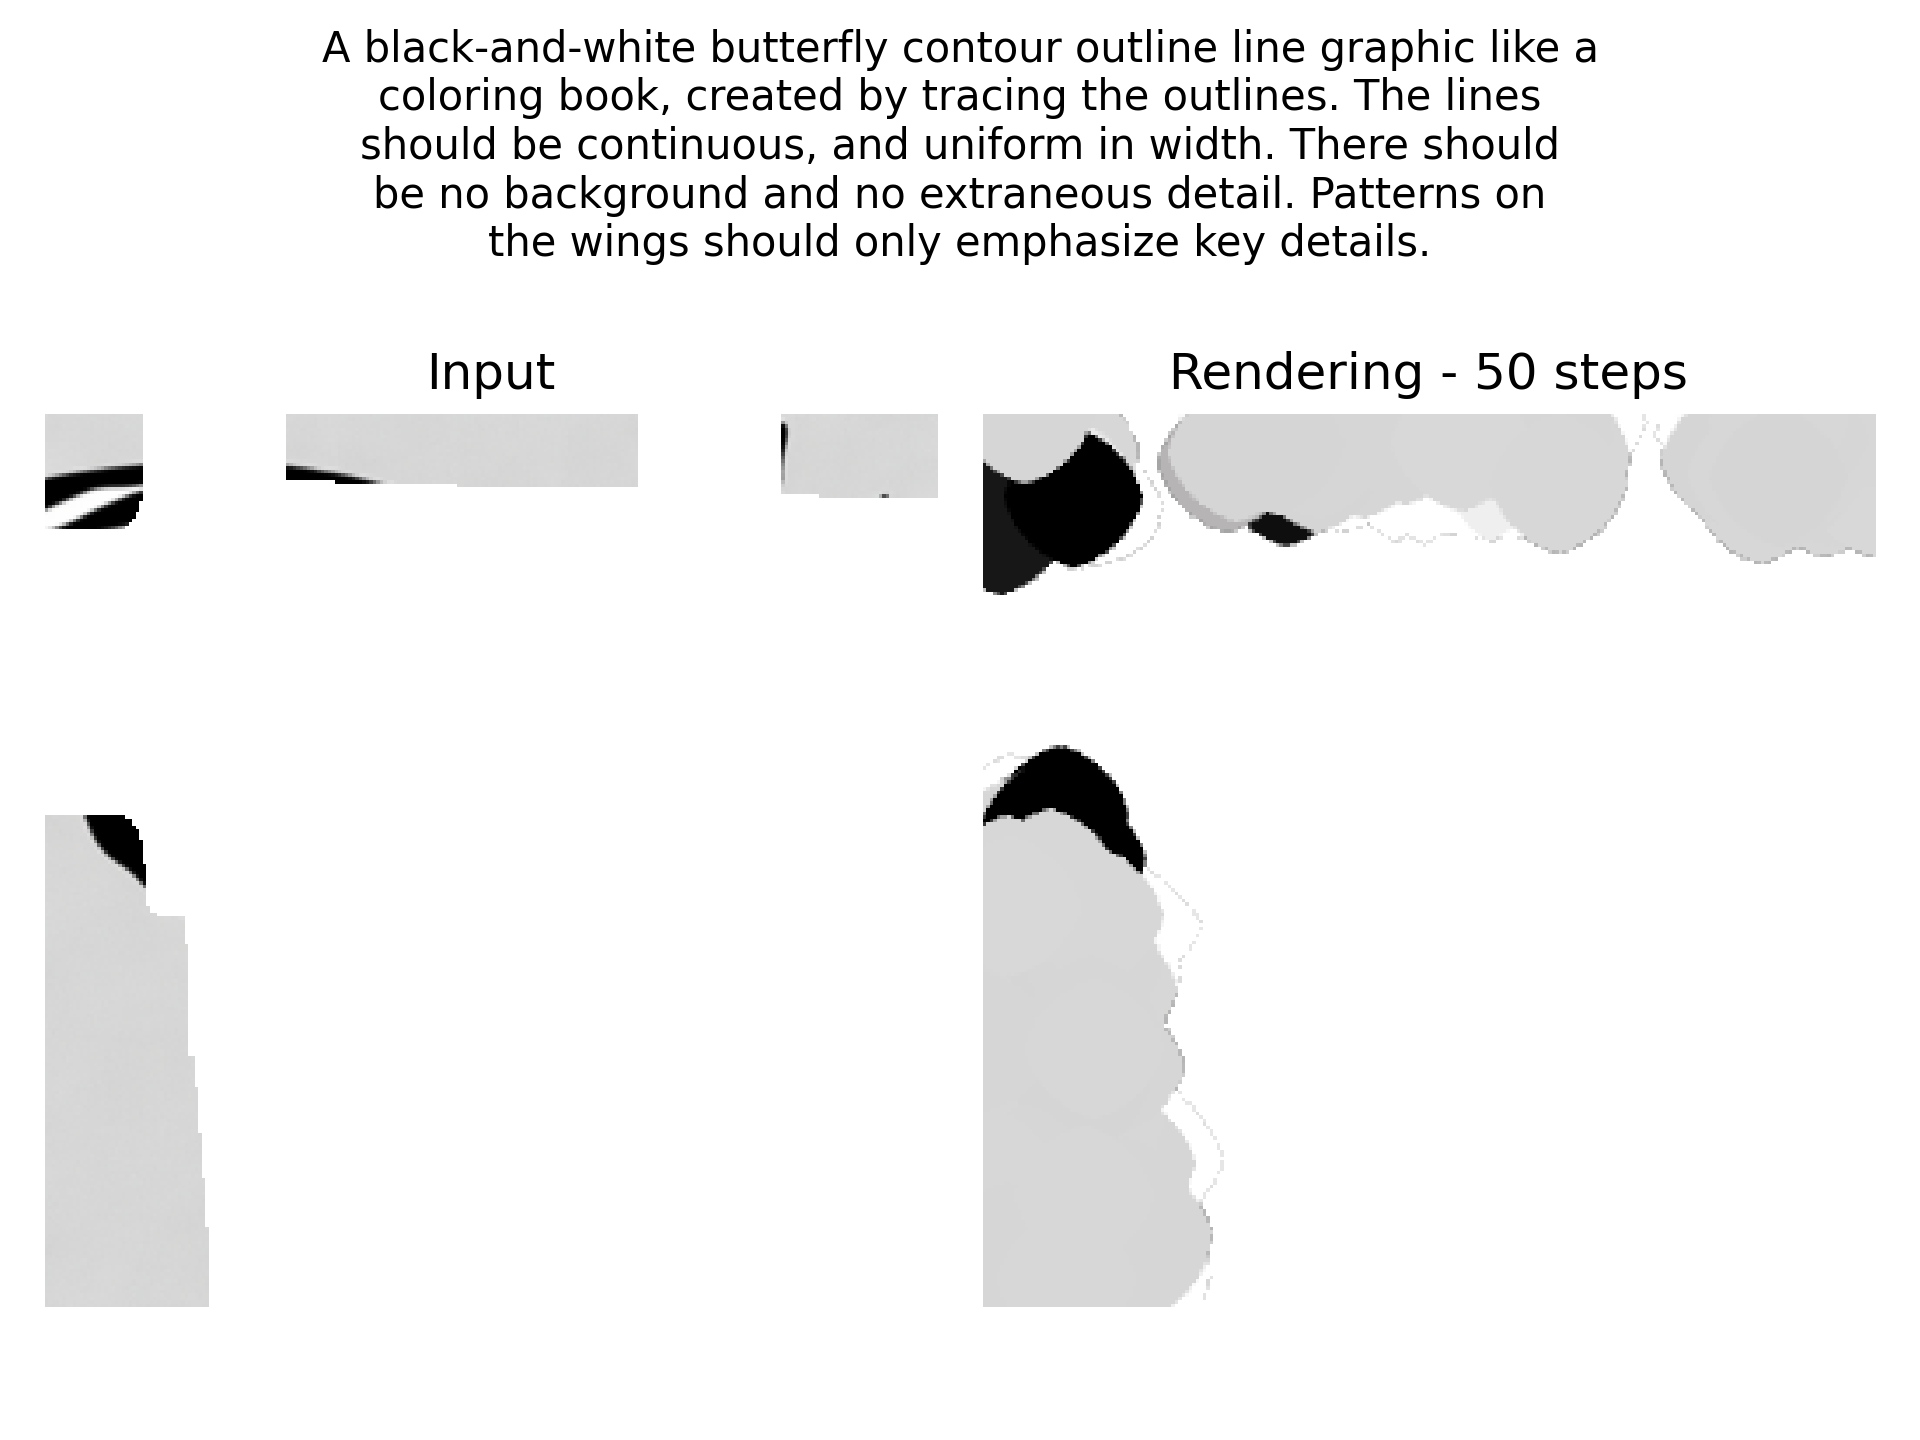 A black-and-white butterfly contour outline line graphic like a
coloring book, created by tracing the outlines. The lines
should be continuous, and uniform in width. There should
be no background and no extraneous detail. Patterns on
the wings should only emphasize key details.
Input
Rendering - 50 steps